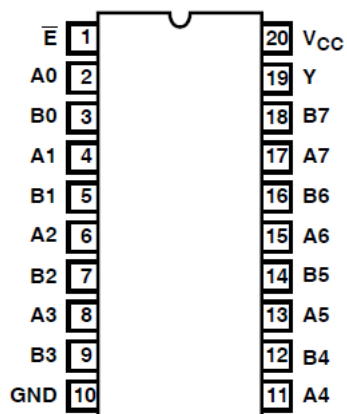 E̅ 1 20 VCC
A0 2 19 Y
B0 3 18 B7
A1 4 17 A7
B1 5 16 B6
A2 6 15 A6
B2 7 14 B5
A3 8 13 A5
B3 9 12 B4
GND 10 11 A4